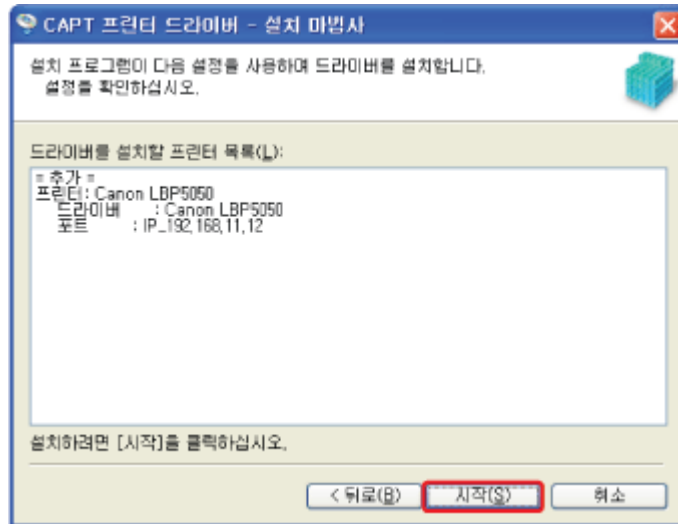 CAPT 프린터 드라이버 - 설치 마법사
설치 프로그램이 다음 설정을 사용하여 드라이버를 설치합니다.
설정을 확인하십시오.
드라이버를 설치할 프린터 목록(L):
= 추가 =
프린터: Canon LBP5050
드라이버 : Canon LBP5050
포트 : IP_192,168,11,12
설치하려면 [시작]을 클릭하십시오.
< 뒤로(B) 시작(S) 취소